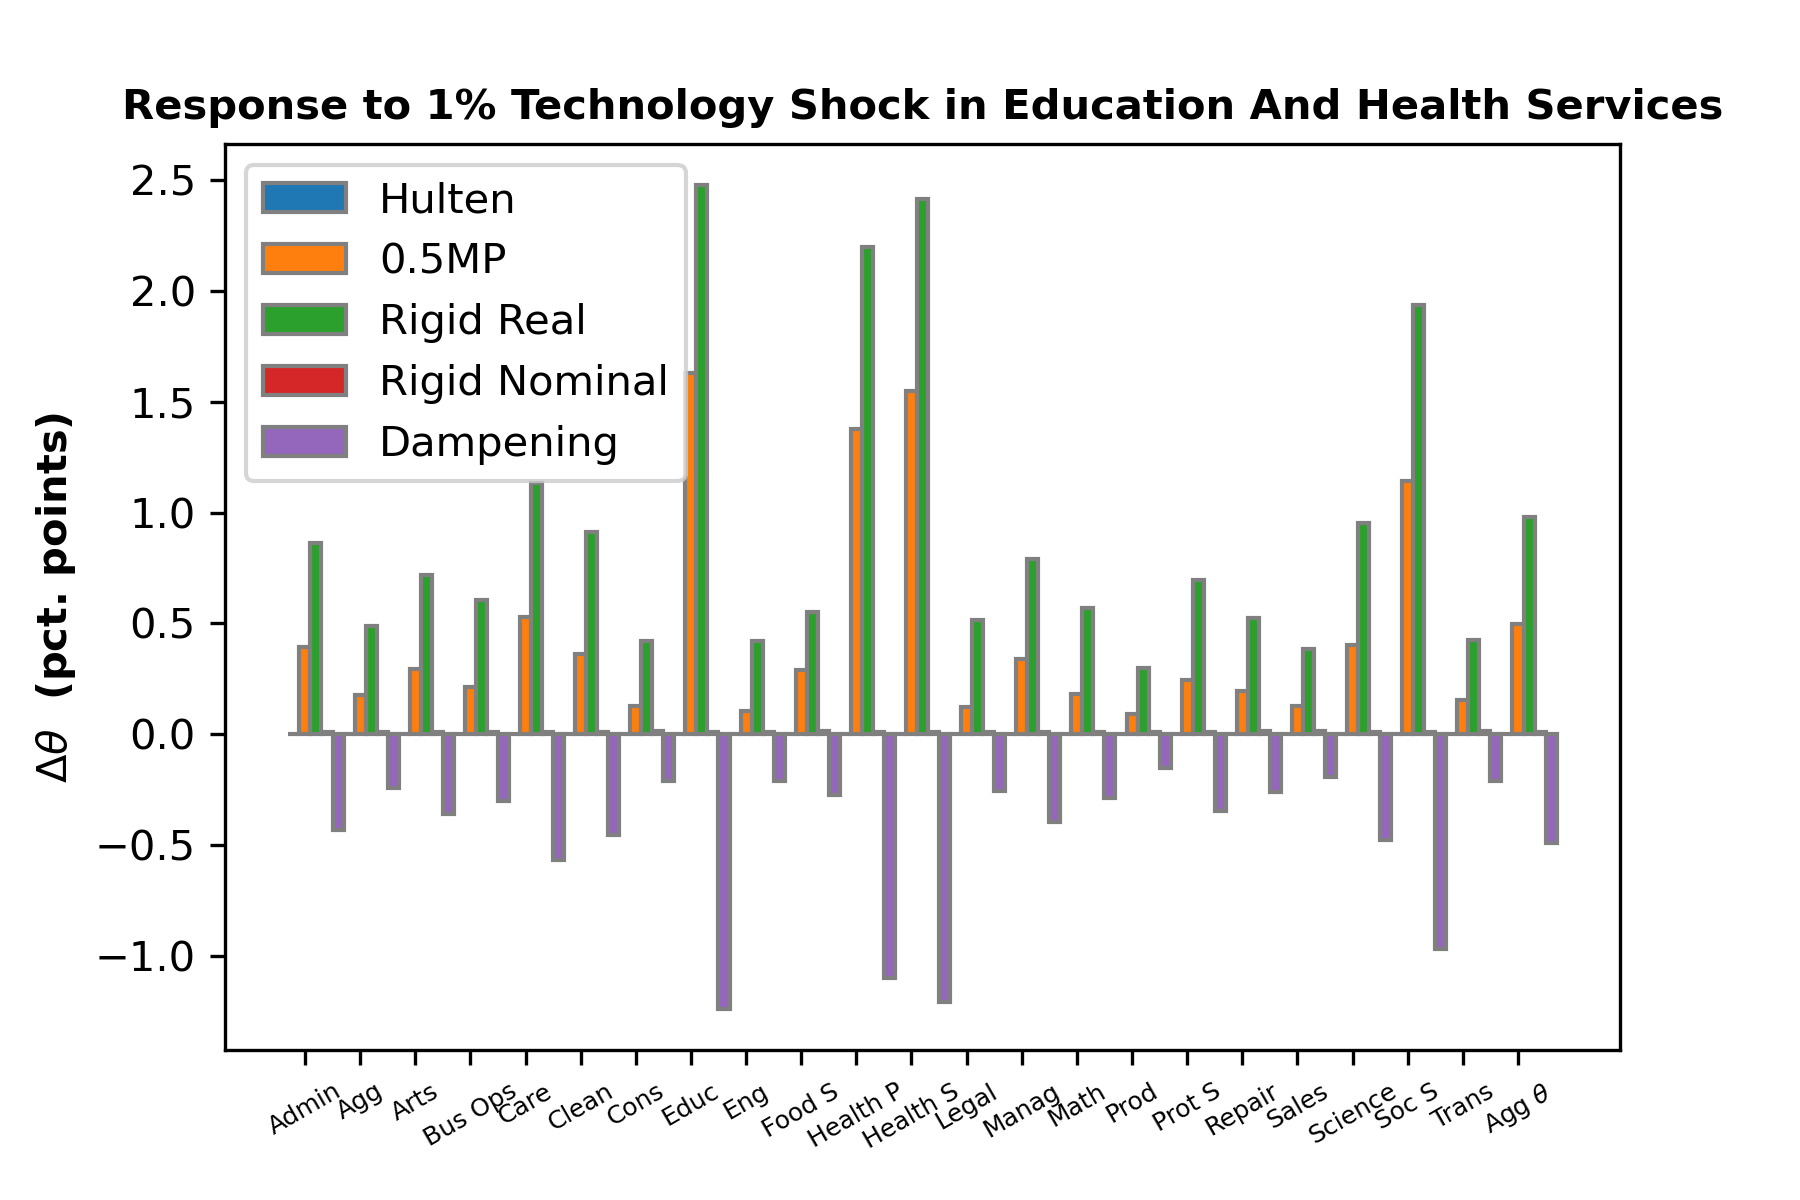 Response to 1% Technology Shock in Education And Health Services
Δθ (pct. points)
2.5
2.0
1.5
1.0
0.5
0.0
−0.5
−1.0
Hulten
0.5MP
Rigid Real
Rigid Nominal
Dampening
Admin
Agg
Arts
Bus Ops
Care
Clean
Cons
Educ
Eng
Food S
Health P
Health S
Legal
Manag
Math
Prod
Prot S
Repair
Sales
Science
Soc S
Trans
Agg θ